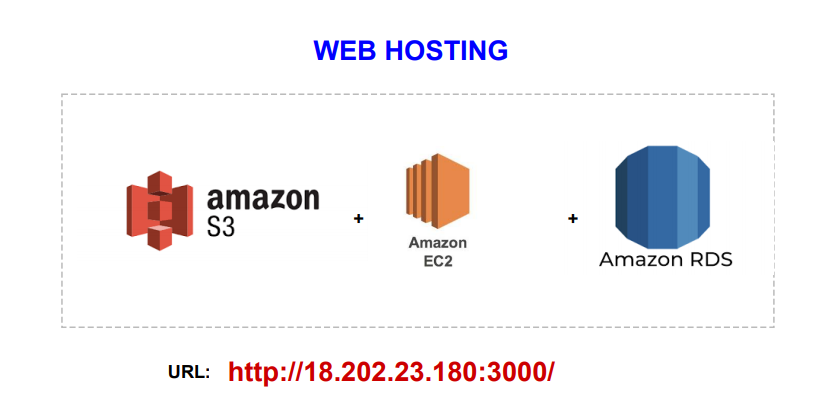 WEB HOSTING
amazon
S3
+
Amazon
EC2
+
Amazon RDS
URL: http://18.202.23.180:3000/